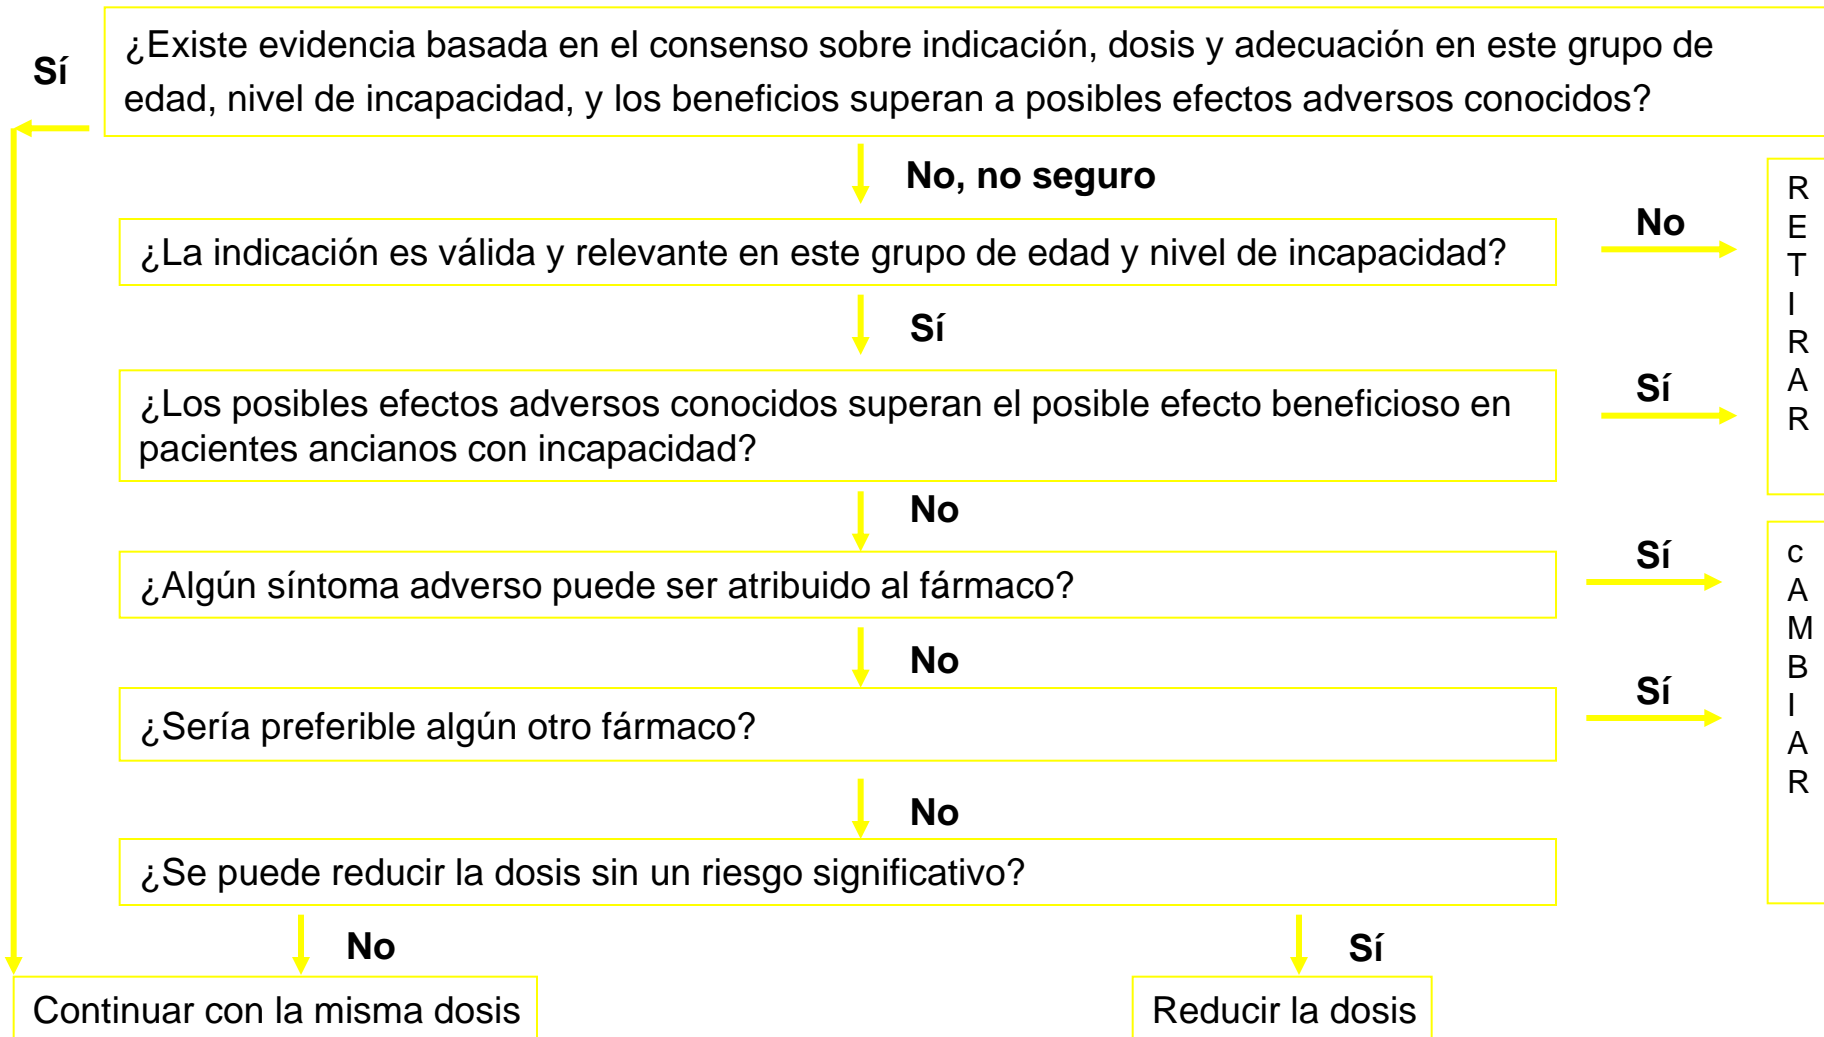 Sí
¿Existe evidencia basada en el consenso sobre indicación, dosis y adecuación en este grupo de
edad, nivel de incapacidad, y los beneficios superan a posibles efectos adversos conocidos?
No, no seguro
¿La indicación es válida y relevante en este grupo de edad y nivel de incapacidad?
No
R
E
T
I
R
A
R
Sí
¿Los posibles efectos adversos conocidos superan el posible efecto beneficioso en
pacientes ancianos con incapacidad?
Sí
No
¿Algún síntoma adverso puede ser atribuido al fármaco?
Sí
c
A
M
B
I
A
R
No
¿Sería preferible algún otro fármaco?
Sí
No
¿Se puede reducir la dosis sin un riesgo significativo?
No
Sí
Continuar con la misma dosis
Reducir la dosis